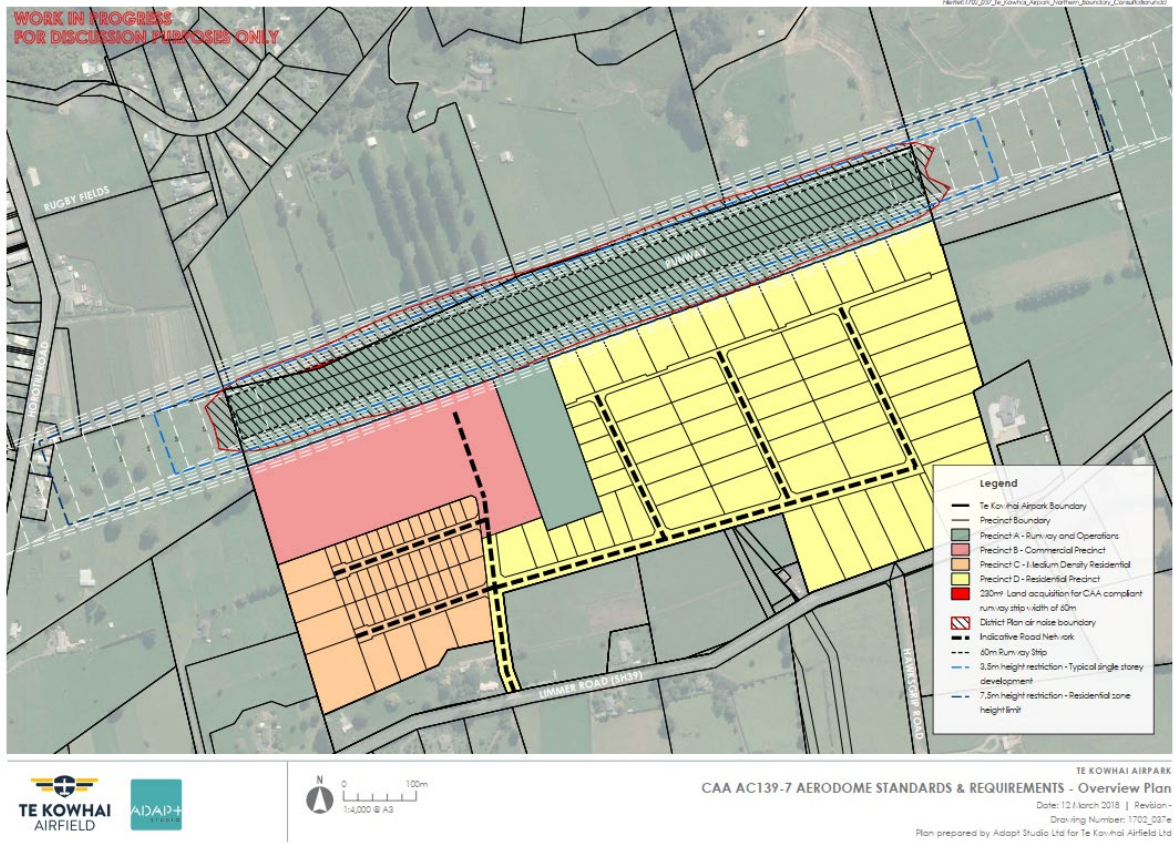 WORK IN PROGRESS
FOR DISCUSSION PURPOSES ONLY
RUGBY FIELDS
HOROTIU ROAD
RUNWAY
LIMMER ROAD (SH39)
HAMKSGRIP ROAD
Legend
Te Kowhai Airpark Boundary
Precinct Boundary
Precinct A - Runway and Operations
Precinct B - Commercial Precinct
Precinct C - Medium Density Residential
Precinct D - Residential Precinct
230m² Land acquisition for CAA compliant
runway strip width of 60m
District Plan air noise boundary
Indicative Road Network
60m Runway Strip
3.5m height restriction - Typical single storey
development
7.5m height restriction - Residential zone
height limit
TE KOWHAI
AIRFIELD
ADAPT
STUDIO
N
0 100m
1:4,000 @ A3
TE KOWHAI AIRPARK
CAA AC139-7 AERODOME STANDARDS & REQUIREMENTS - Overview Plan
Date: 12 March 2018 | Revision -
Drawing Number: 1702_037e
Plan prepared by Adapt Studio Ltd for Te Kowhai Airfield Ltd